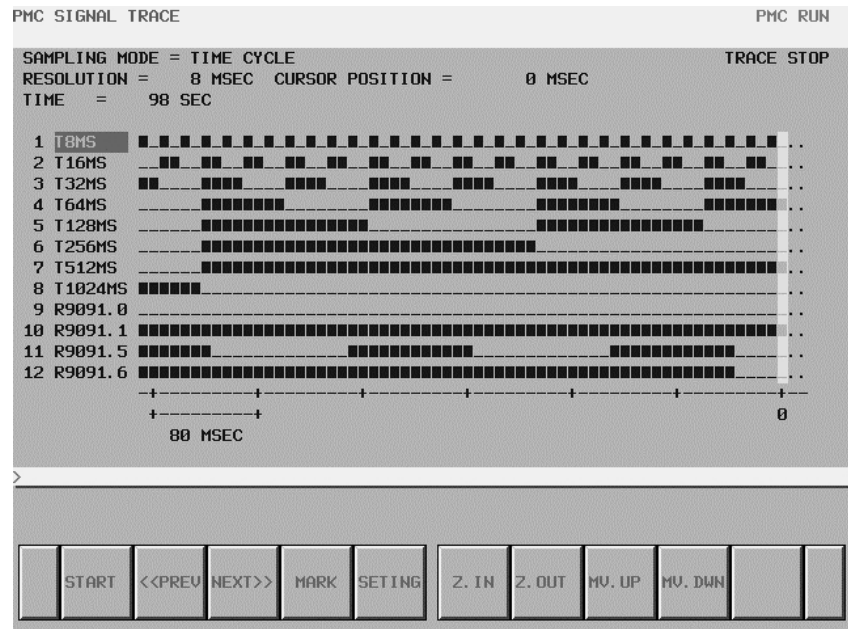 PMC SIGNAL TRACE PMC RUN
SAMPLING MODE = TIME CYCLE TRACE STOP
RESOLUTION = 8 MSEC CURSOR POSITION = 0 MSEC
TIME = 98 SEC
1 T8MS
2 T16MS
3 T32MS
4 T64MS
5 T128MS
6 T256MS
7 T512MS
8 T1024MS
9 R9091.0
10 R9091.1
11 R9091.5
12 R9091.6
0
80 MSEC
>
START <<PREV NEXT>> MARK SETING Z.IN Z.OUT MV.UP MV.DWN